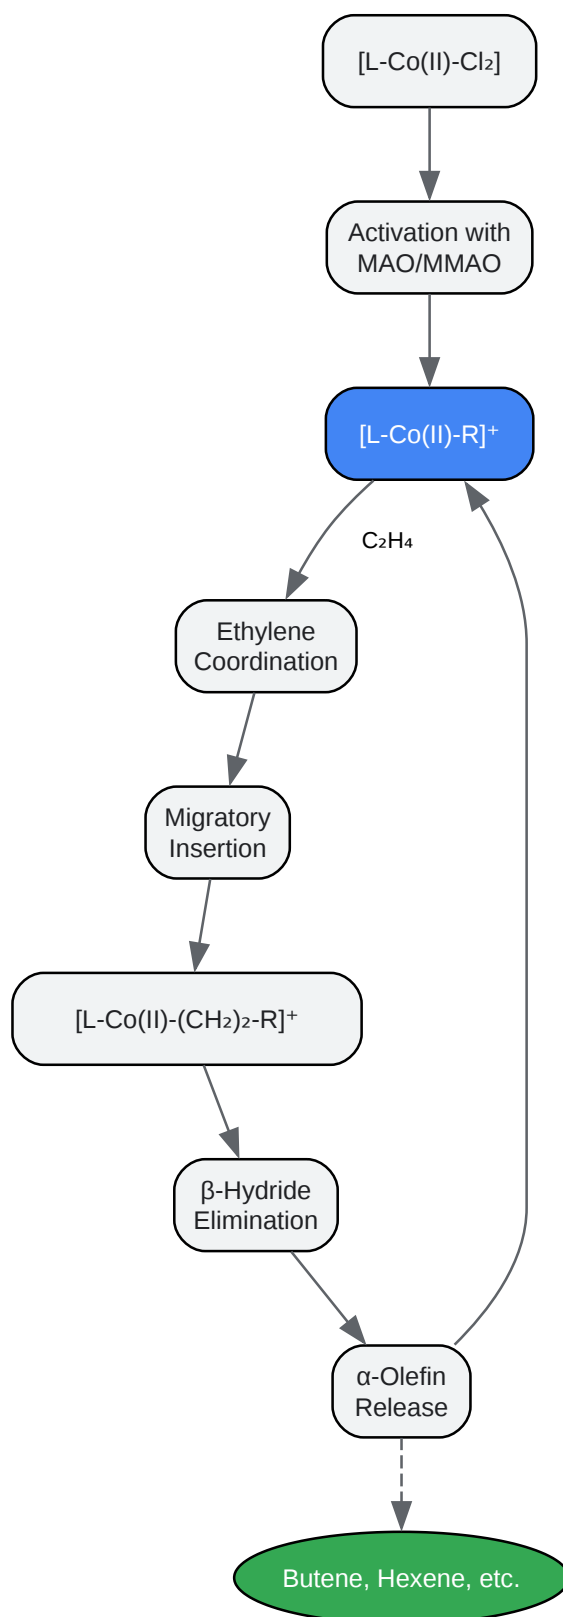 [L-Co(II)-Cl₂]
Activation with
MAO/MMAO
[L-Co(II)-R]⁺
C₂H₄
Ethylene
Coordination
Migratory
Insertion
[L-Co(II)-(CH₂)₂-R]⁺
β-Hydride
Elimination
α-Olefin
Release
Butene, Hexene, etc.